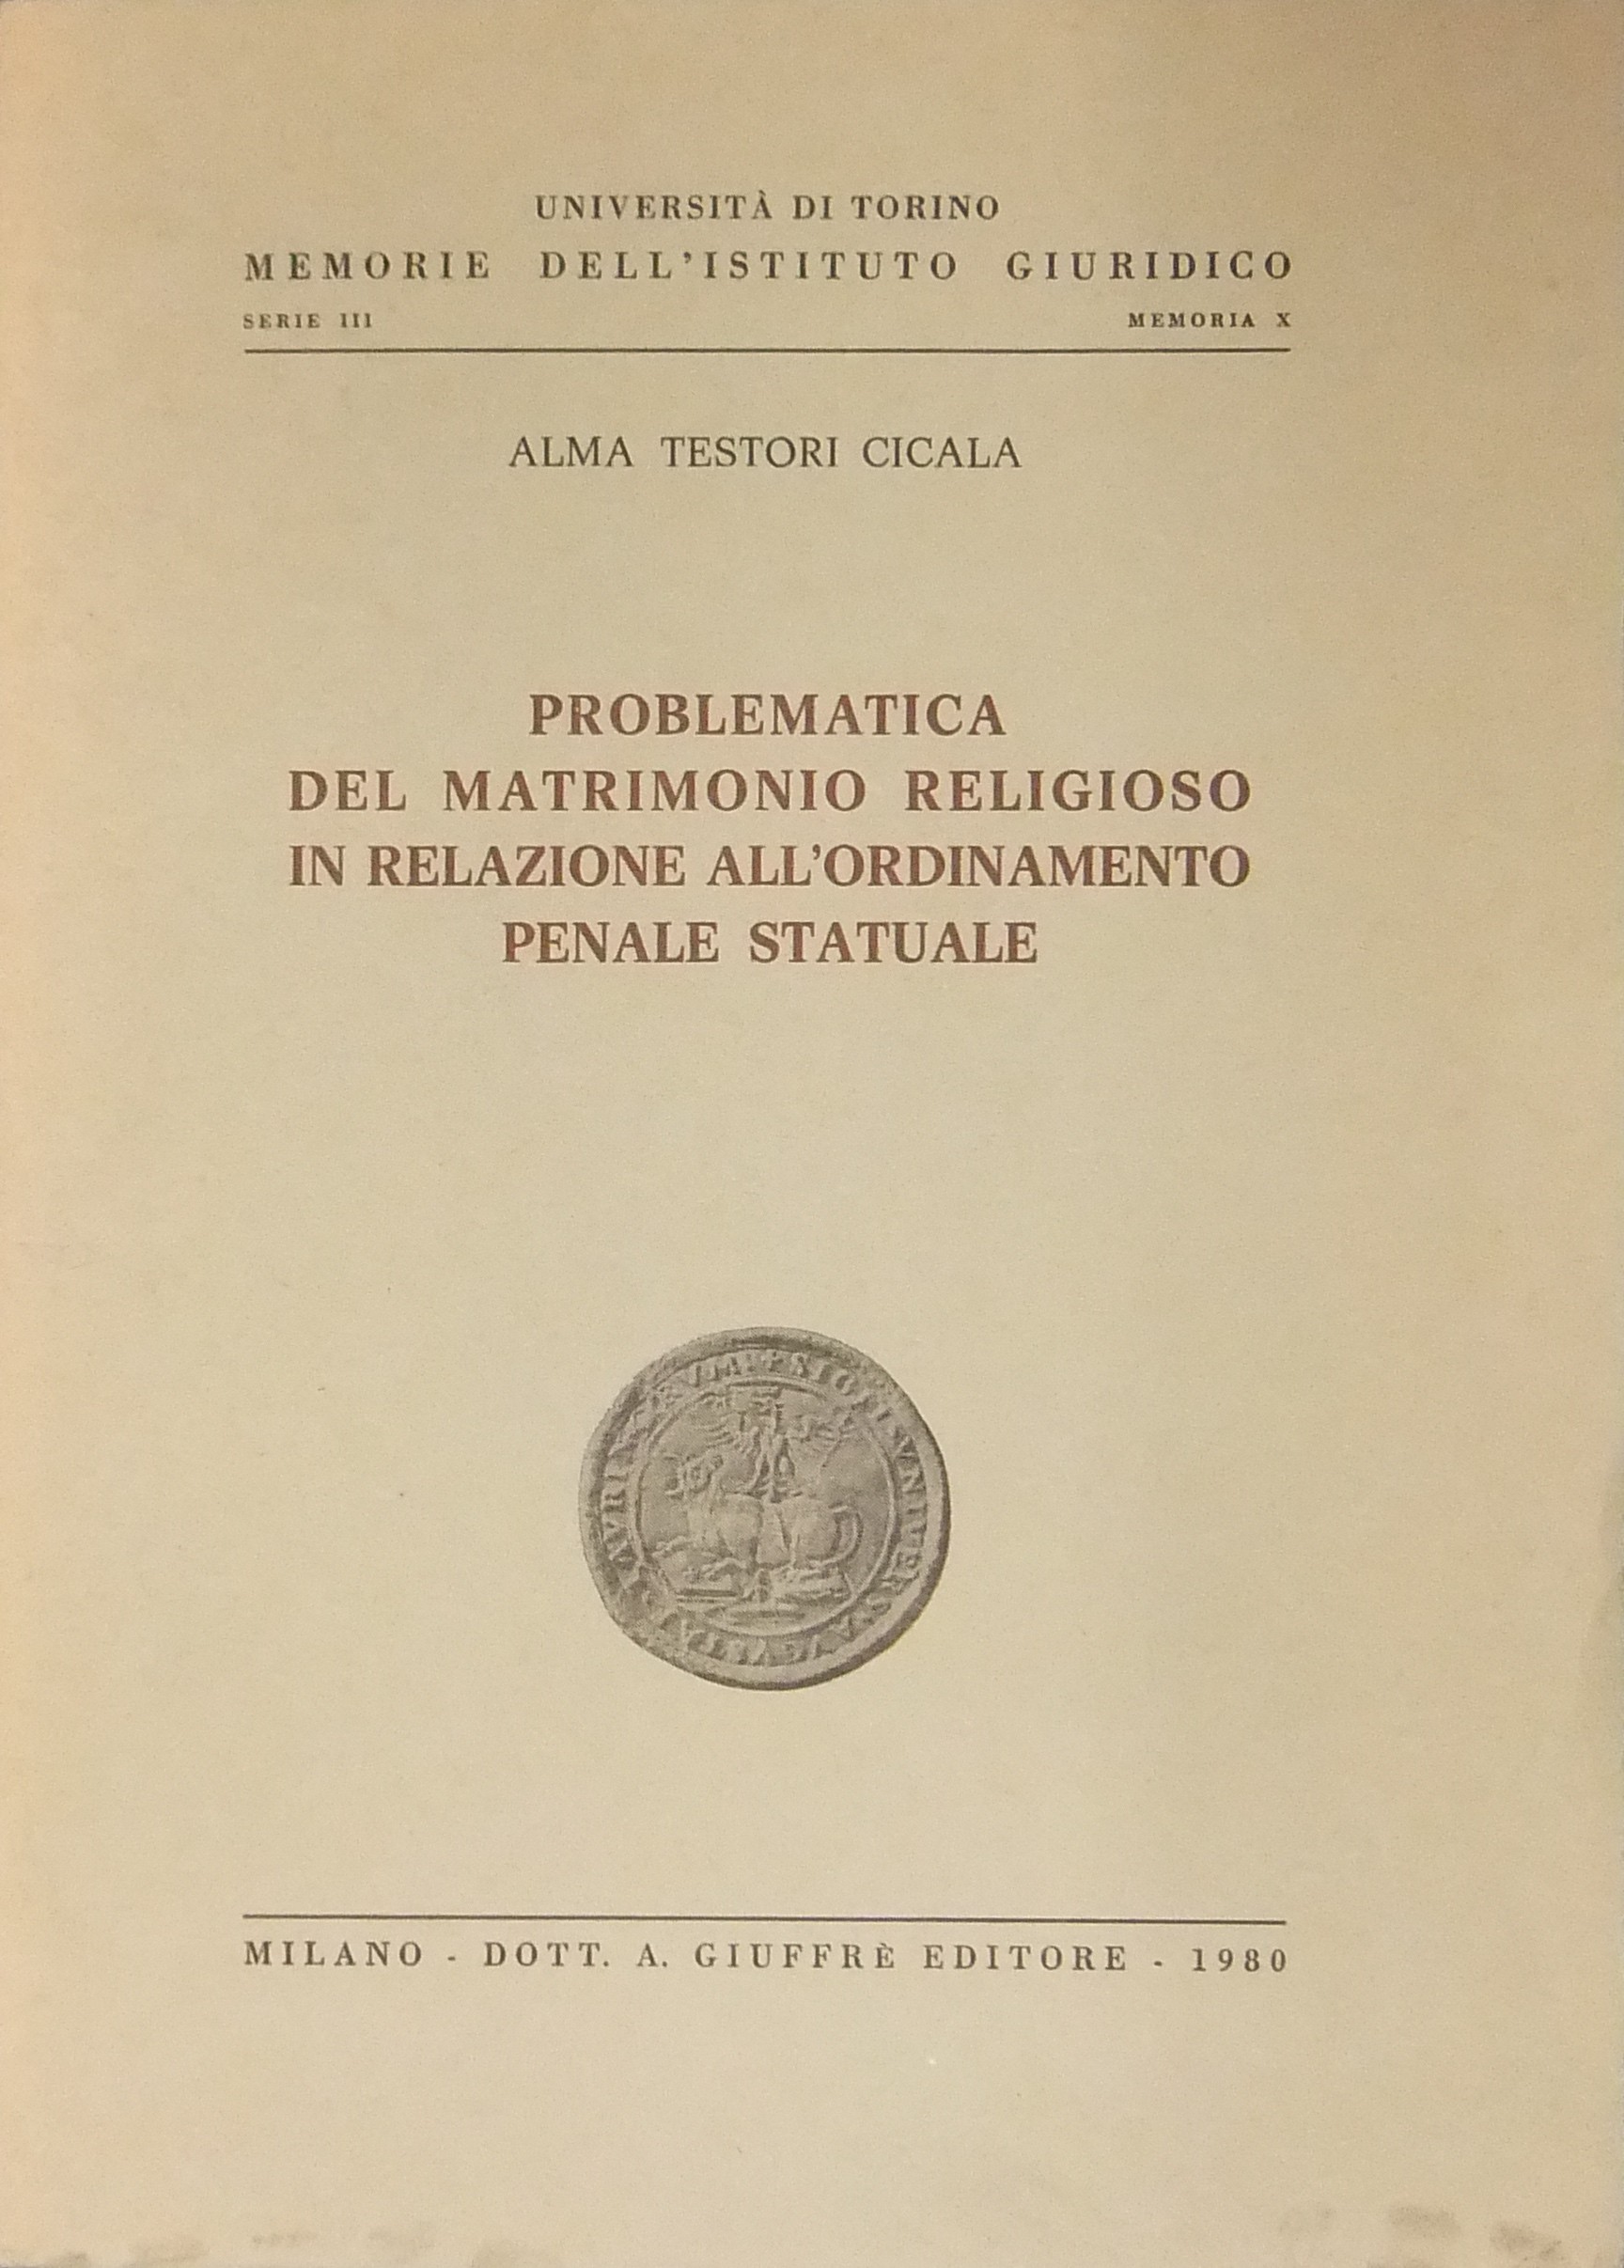 UNIVERSITÀ DI TORINO
MEMORIE DELL'ISTITUTO GIURIDICO
SERIE III MEMORIA X
ALMA TESTORI CICALA
PROBLEMATICA
DEL MATRIMONIO RELIGIOSO
IN RELAZIONE ALL'ORDINAMENTO
PENALE STATUALE
MILANO - DOTT. A. GIUFFRÈ EDITORE - 1980